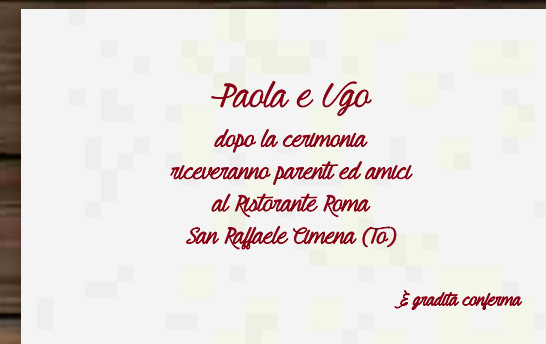 Paola e Ugo
dopo la cerimonia
riceveranno parenti ed amici
al Ristorante Roma
San Raffaele Cimena (To)
È gradita conferma